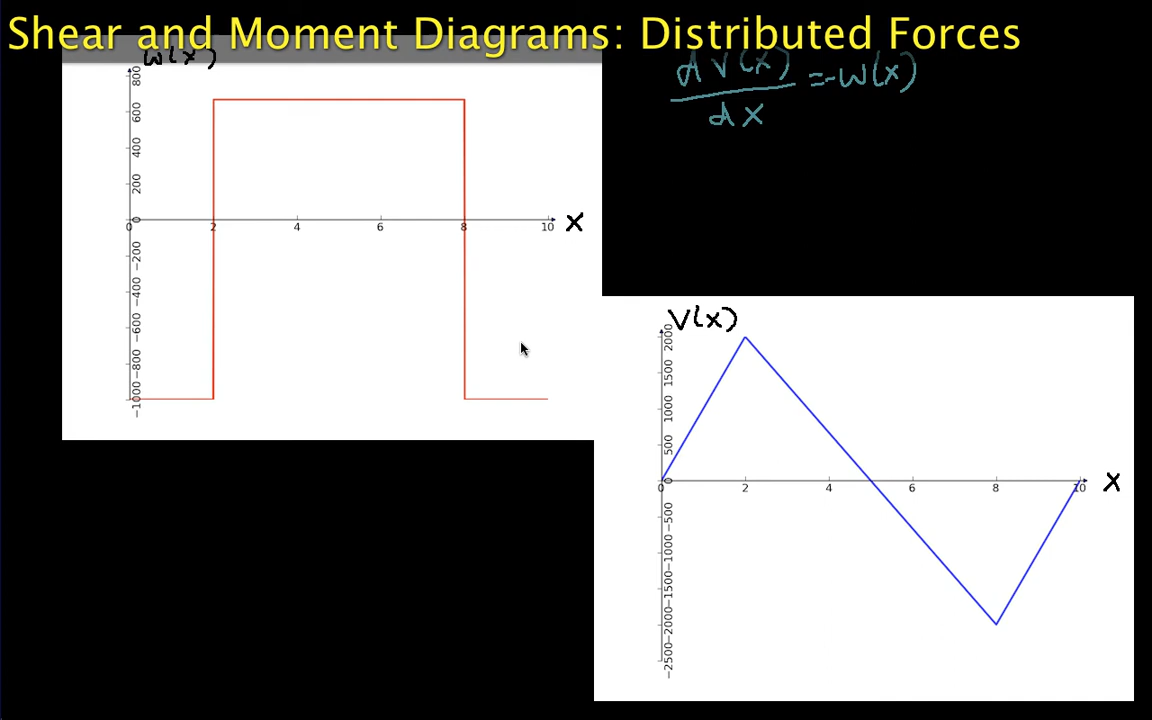 Shear and Moment Diagrams: Distributed Forces
w(x)
dV(x)
=-w(x)
dx
800
600
400
200
0
0 2 4 6 8 10 X
-200
-400
-600
-800
-1000
V(x)
2000
1500
1000
500
0
0 2 4 6 8 10 X
-500
-1000
-1500
-2000
-2500